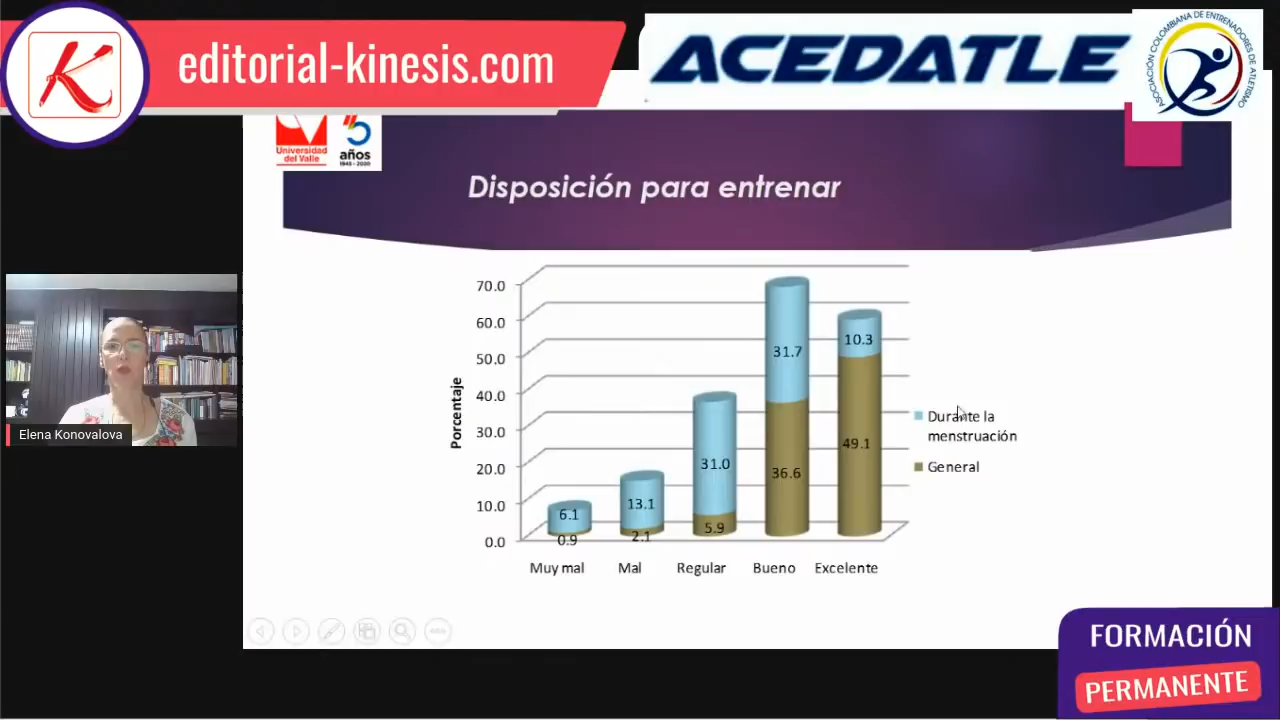 editorial-kinesis.com
ACEDATLE
ASOCIACIÓN COLOMBIANA DE ENTRENADORES DE ATLETISMO
Universidad
del Valle
75
años
1945-2020
Disposición para entrenar
Porcentaje
70.0
60.0
50.0
40.0
30.0
20.0
10.0
0.0
6.1
0.9
13.1
2.1
31.0
5.9
31.7
36.6
10.3
49.1
Muy mal
Mal
Regular
Bueno
Excelente
Durante la
menstruación
General
Elena Konovalova
FORMACIÓN
PERMANENTE